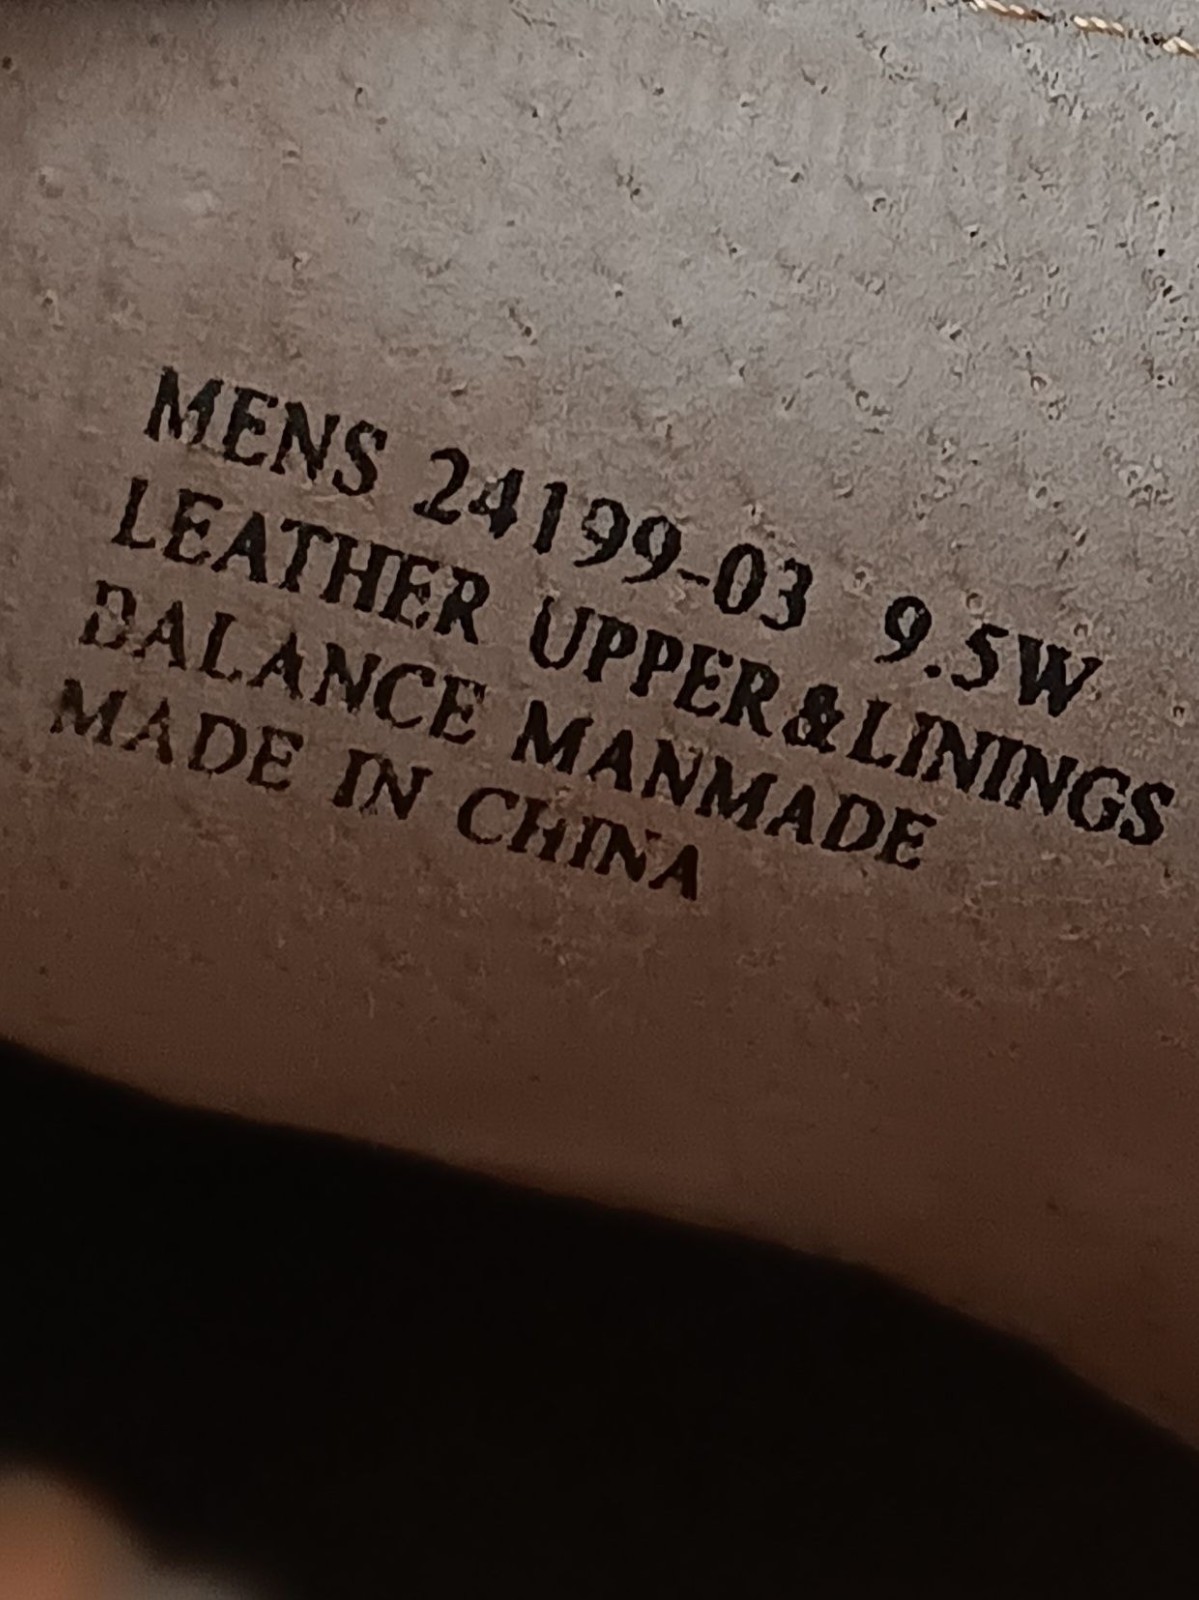 MENS 24199-03 9.5W
LEATHER UPPER&LININGS
BALANCE MANMADE
MADE IN CHINA